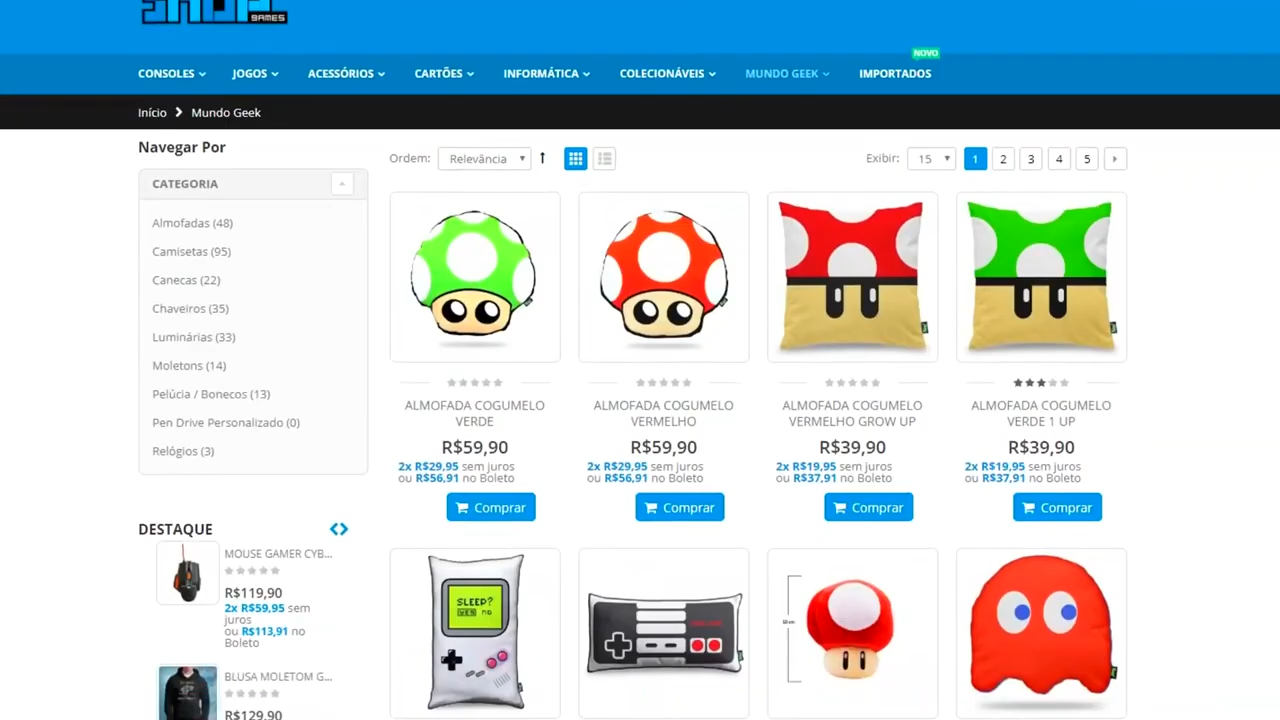 GAMES
NOVO
CONSOLES JOGOS ACESSÓRIOS CARTÕES INFORMÁTICA COLECIONÁVEIS MUNDO GEEK IMPORTADOS
Início Mundo Geek
Navegar Por
Ordem: Relevância Exibir: 15 1 2 3 4 5
CATEGORIA
Almofadas (48)
Camisetas (95)
Canecas (22)
Chaveiros (35)
Luminárias (33)
Moletons (14)
Pelúcia / Bonecos (13)
Pen Drive Personalizado (0)
Relógios (3)
ALMOFADA COGUMELO
VERDE
R$59,90
2x R$29,95 sem juros
ou R$56,91 no Boleto
Comprar
ALMOFADA COGUMELO
VERMELHO
R$59,90
2x R$29,95 sem juros
ou R$56,91 no Boleto
Comprar
ALMOFADA COGUMELO
VERMELHO GROW UP
R$39,90
2x R$19,95 sem juros
ou R$37,91 no Boleto
Comprar
ALMOFADA COGUMELO
VERDE 1 UP
R$39,90
2x R$19,95 sem juros
ou R$37,91 no Boleto
Comprar
DESTAQUE
MOUSE GAMER CYB...
R$119,90
2x R$59,95 sem
juros
ou R$113,91 no
Boleto
BLUSA MOLETOM G...
R$129,90
SLEEP?
YES no